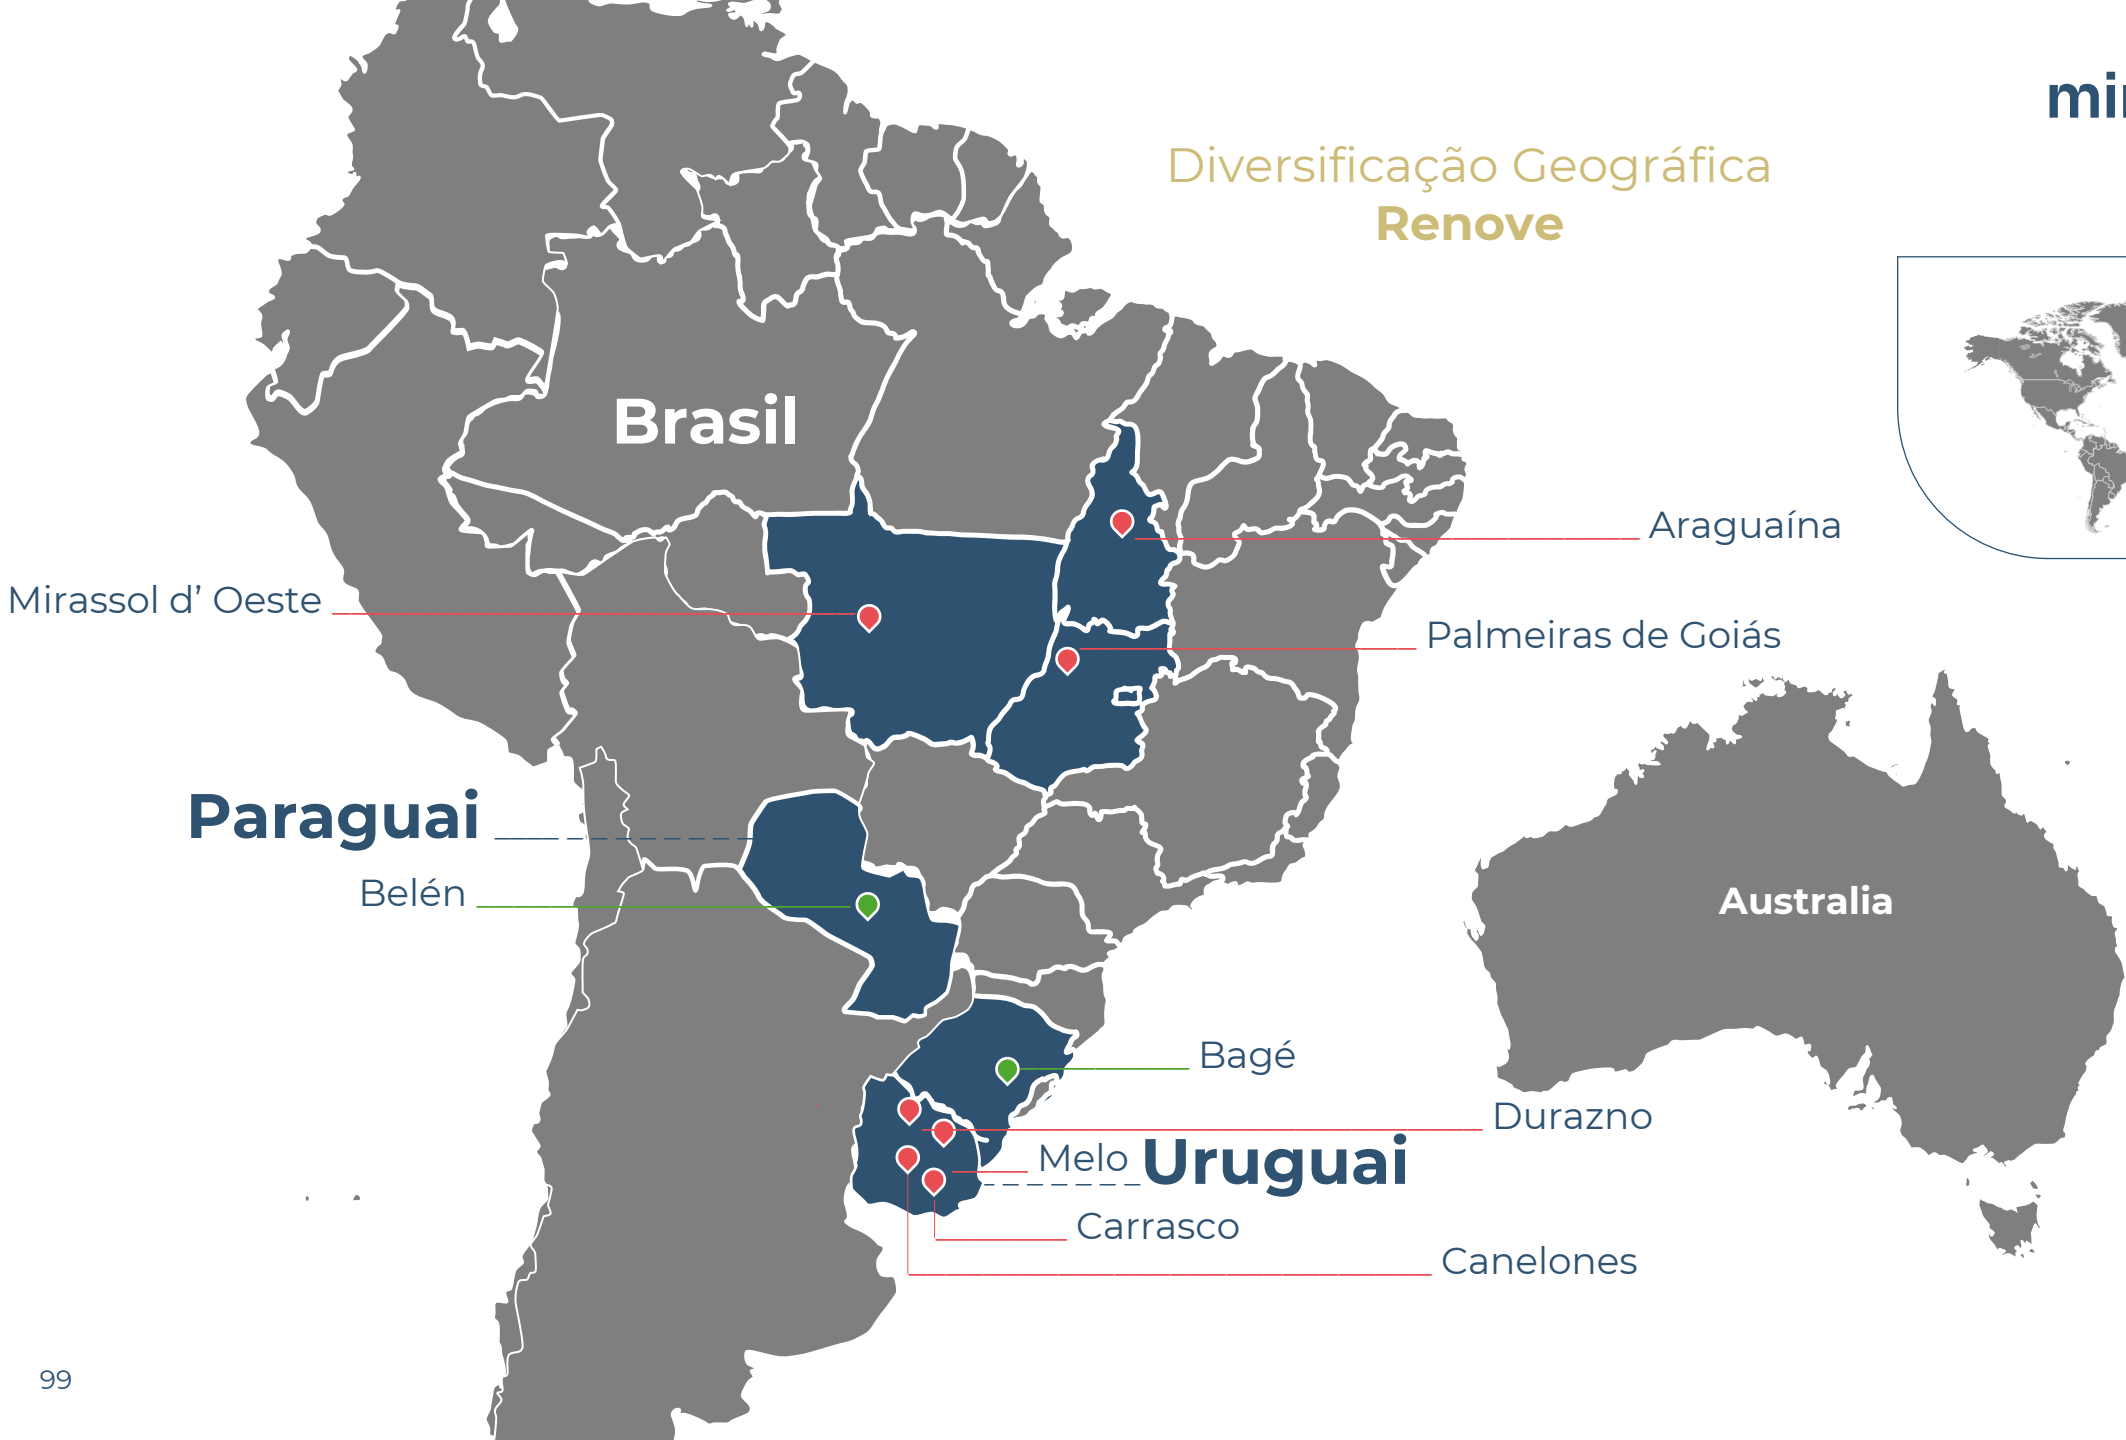 mi
Diversificação Geográfica
Renove
Brasil
Araguaína
Mirassol d’ Oeste
Palmeiras de Goiás
Paraguai
Belén
Australia
Bagé
Durazno
Melo
Uruguai
Carrasco
Canelones
99